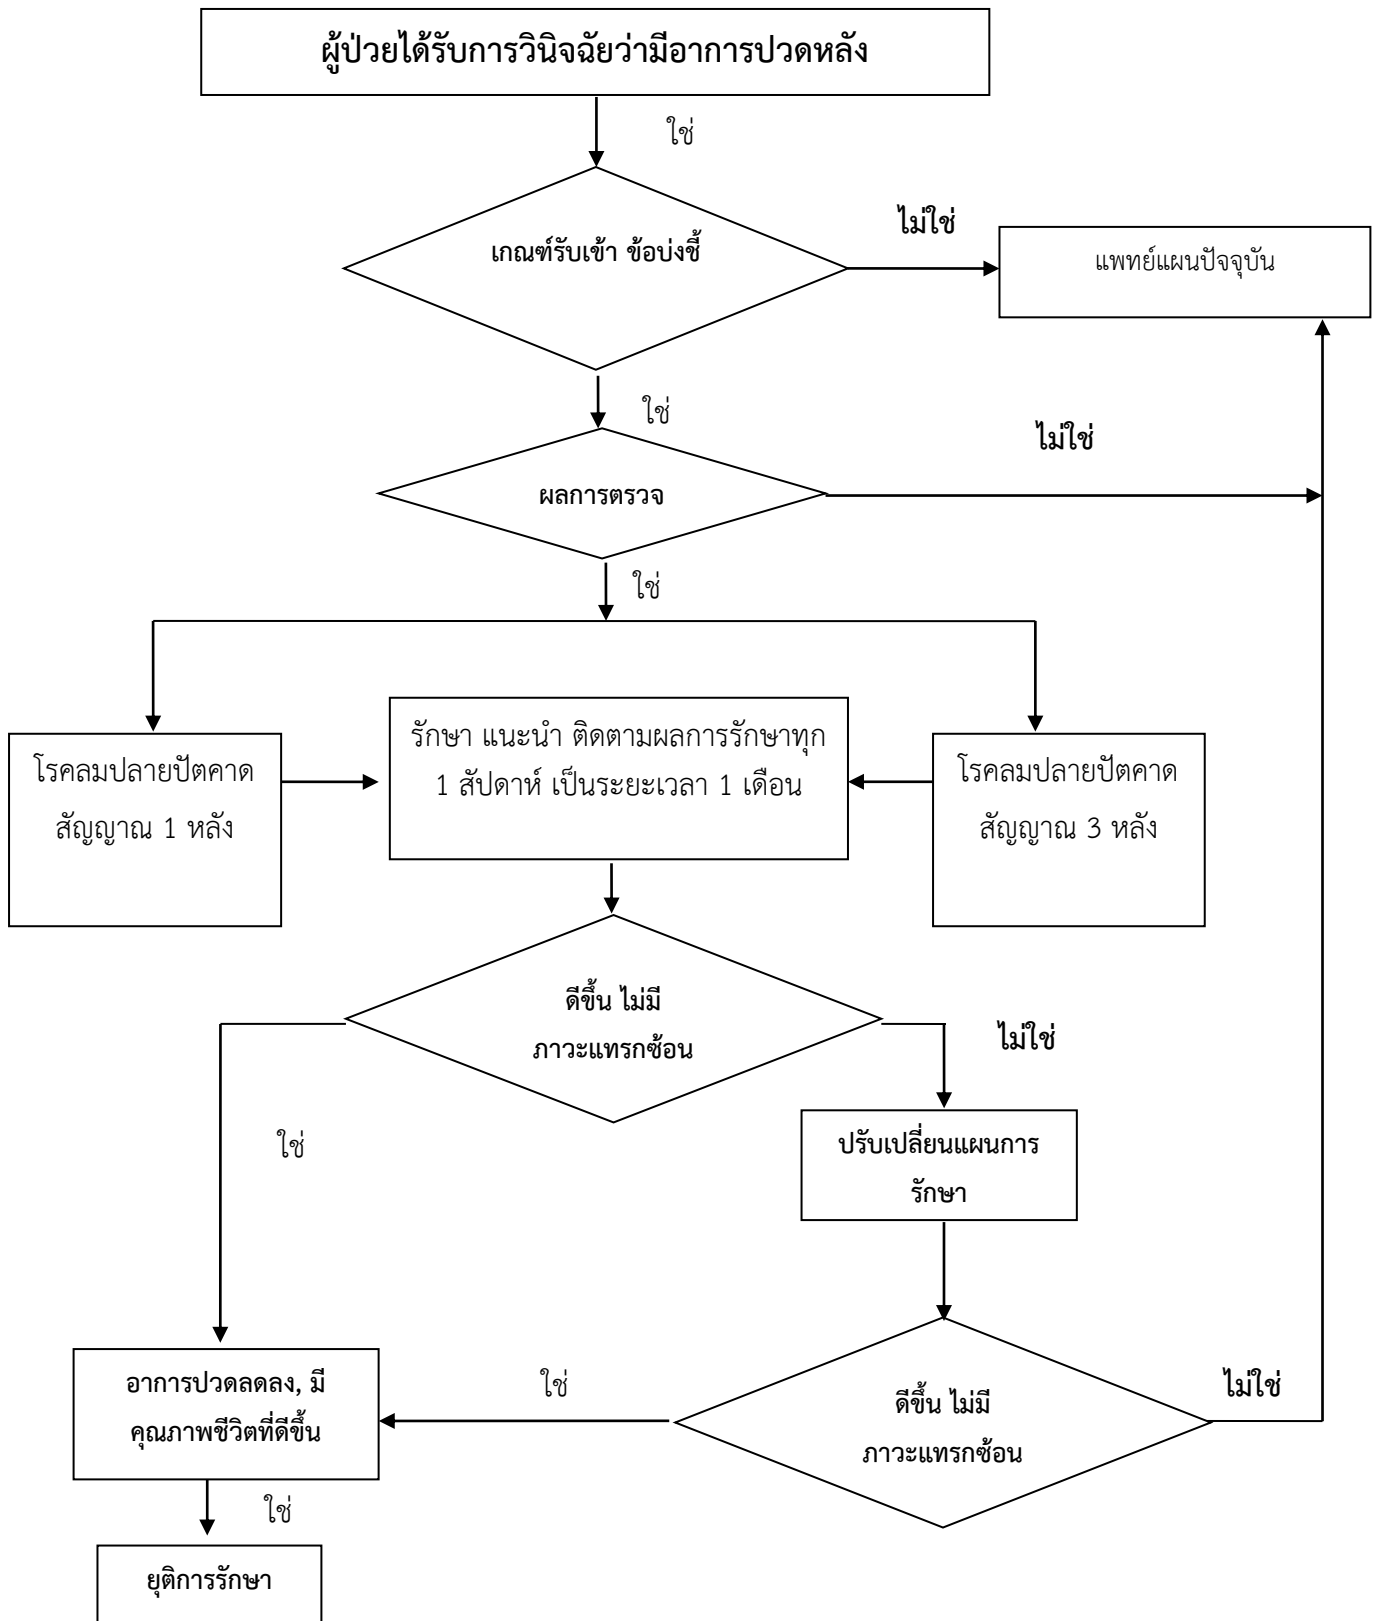 ผู้ป่วยได้รับการวินิจฉัยว่ามีอาการปวดหลัง
ใช่
เกณฑ์รับเข้า ข้อบ่งชี้
ไม่ใช่
แพทย์แผนปัจจุบัน
ใช่
ผลการตรวจ
ไม่ใช่
ใช่
โรคลมปลายปัตคาด
สัญญาณ 1 หลัง
รักษา แนะนำ ติดตามผลการรักษาทุก
1 สัปดาห์ เป็นระยะเวลา 1 เดือน
โรคลมปลายปัตคาด
สัญญาณ 3 หลัง
ดีขึ้น ไม่มี
ภาวะแทรกซ้อน
ไม่ใช่
ใช่
ปรับเปลี่ยนแผนการ
รักษา
อาการปวดลดลง, มี
คุณภาพชีวิตที่ดีขึ้น
ใช่
ดีขึ้น ไม่มี
ภาวะแทรกซ้อน
ไม่ใช่
ใช่
ยุติการรักษา